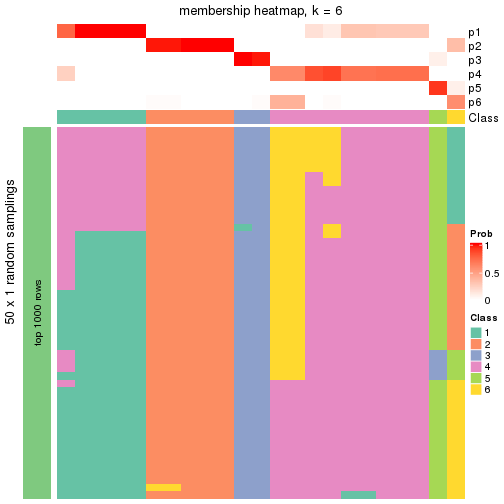 membership heatmap, k = 6
p1
p2
p3
p4
p5
p6
Class
50 x 1 random samplings
top 1000 rows
Prob
1
0.5
0
Class
1
2
3
4
5
6